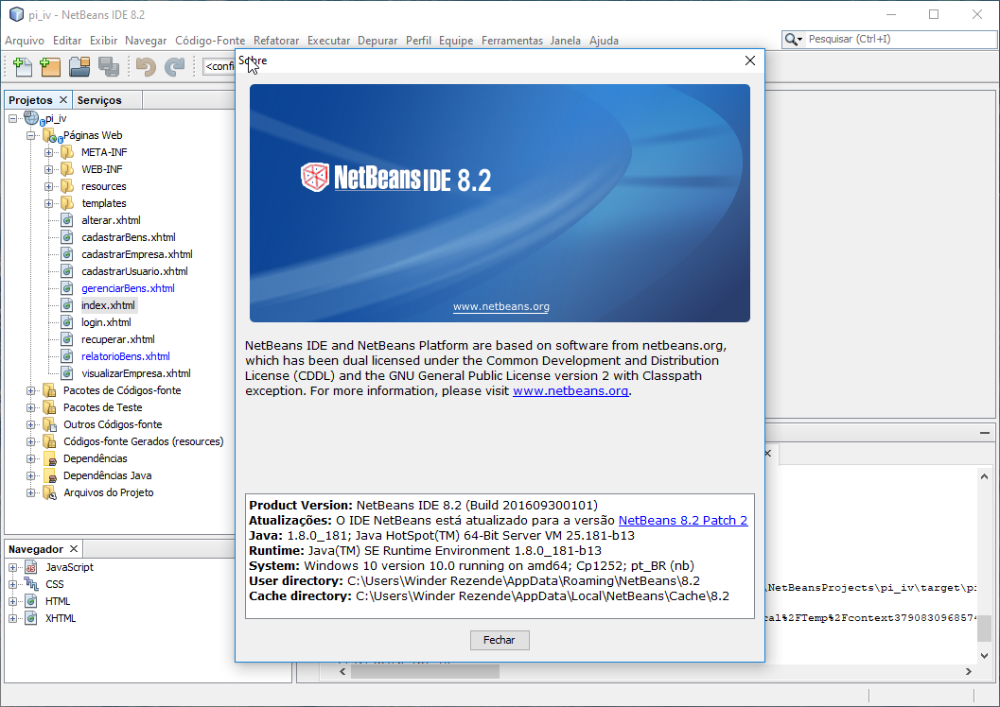 pi_iv - NetBeans IDE 8.2
Arquivo Editar Exibir Navegar Código-Fonte Refatorar Executar Depurar Perfil Equipe Ferramentas Janela Ajuda
Pesquisar (Ctrl+I)
<confi
Sobre
Projetos
Serviços
pi_iv
Páginas Web
META-INF
WEB-INF
resources
templates
alterar.xhtml
cadastrarBens.xhtml
cadastrarEmpresa.xhtml
cadastrarUsuario.xhtml
gerenciarBens.xhtml
index.xhtml
login.xhtml
recuperar.xhtml
relatorioBens.xhtml
visualizarEmpresa.xhtml
Pacotes de Códigos-fonte
Pacotes de Teste
Outros Códigos-fonte
Códigos-fonte Gerados (resources)
Dependências
Dependências Java
Arquivos do Projeto
Navegador
JavaScript
CSS
HTML
XHTML
NetBeans IDE 8.2
www.netbeans.org
NetBeans IDE and NetBeans Platform are based on software from netbeans.org,
which has been dual licensed under the Common Development and Distribution
License (CDDL) and the GNU General Public License version 2 with Classpath
exception. For more information, please visit www.netbeans.org.
Product Version: NetBeans IDE 8.2 (Build 201609300101)
Atualizações: O IDE NetBeans está atualizado para a versão NetBeans 8.2 Patch 2
Java: 1.8.0_181; Java HotSpot(TM) 64-Bit Server VM 25.181-b13
Runtime: Java(TM) SE Runtime Environment 1.8.0_181-b13
System: Windows 10 version 10.0 running on amd64; Cp1252; pt_BR (nb)
User directory: C:\Users\Winder Rezende\AppData\Roaming\NetBeans\8.2
Cache directory: C:\Users\Winder Rezende\AppData\Local\NetBeans\Cache\8.2
Fechar
\NetBeansProjects\pi_iv\target\pi
cal%2FTemp%2Fcontext3790830968574